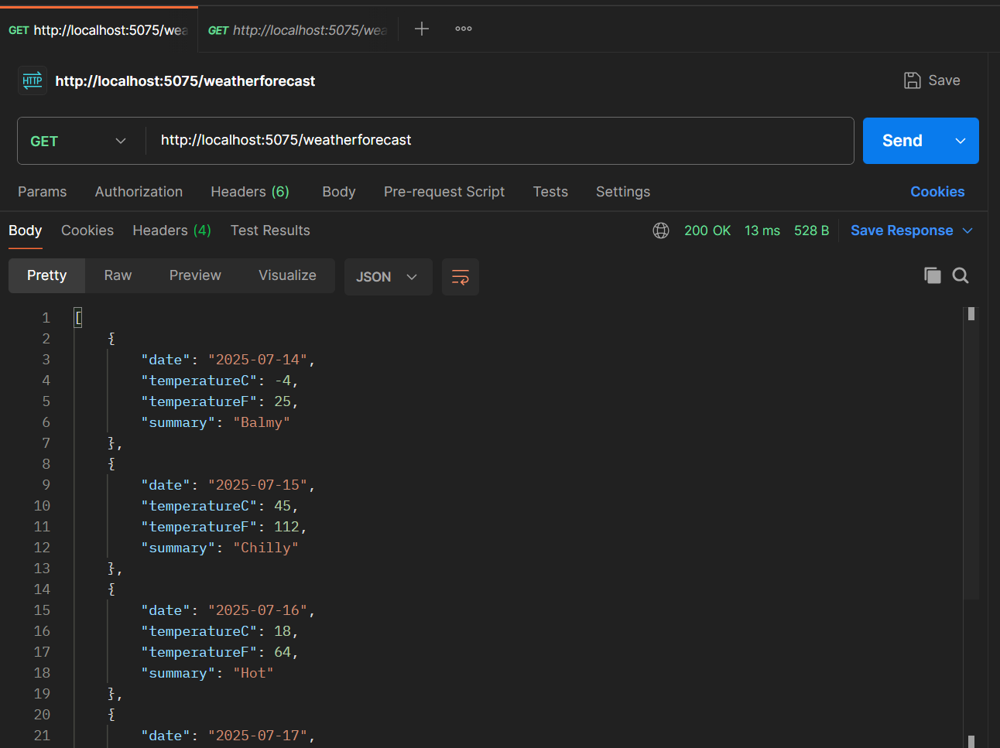 GET http://localhost:5075/wea GET http://localhost:5075/wea
HTTP http://localhost:5075/weatherforecast Save
GET http://localhost:5075/weatherforecast Send
Params Authorization Headers (6) Body Pre-request Script Tests Settings Cookies
Body Cookies Headers (4) Test Results 200 OK 13 ms 528 B Save Response
Pretty Raw Preview Visualize JSON
1 [
2 {
3 "date": "2025-07-14",
4 "temperatureC": -4,
5 "temperatureF": 25,
6 "summary": "Balmy"
7 },
8 {
9 "date": "2025-07-15",
10 "temperatureC": 45,
11 "temperatureF": 112,
12 "summary": "Chilly"
13 },
14 {
15 "date": "2025-07-16",
16 "temperatureC": 18,
17 "temperatureF": 64,
18 "summary": "Hot"
19 },
20 {
21 "date": "2025-07-17",